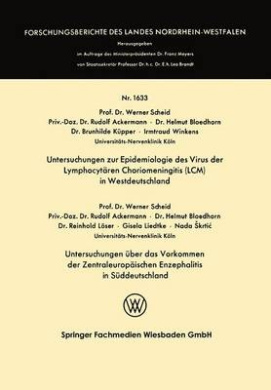 FORSCHUNGSBERICHTE DES LANDES NORDRHEIN-WESTFALEN
Herausgegeben
im Auftrage des Ministerpräsidenten Dr. Franz Meyers
von Staatssekretär Professor Dr. h. c. Dr. E. h. Leo Brandt
Nr. 1633
Prof. Dr. Werner Scheid
Priv.-Doz. Dr. Rudolf Ackermann · Dr. Helmut Bloedhorn
Dr. Brunhilde Küpper · Irmtraud Winkens
Universitäts-Nervenklinik Köln
Untersuchungen zur Epidemiologie des Virus der
Lymphocytären Choriomeningitis (LCM)
in Westdeutschland
Prof. Dr. Werner Scheid
Priv.-Doz. Dr. Rudolf Ackermann · Dr. Helmut Bloedhorn
Dr. Reinhold Löser · Gisela Liedtke · Nada Škrtić
Universitäts-Nervenklinik Köln
Untersuchungen über das Vorkommen
der Zentraleuropäischen Enzephalitis
in Süddeutschland
Springer Fachmedien Wiesbaden GmbH